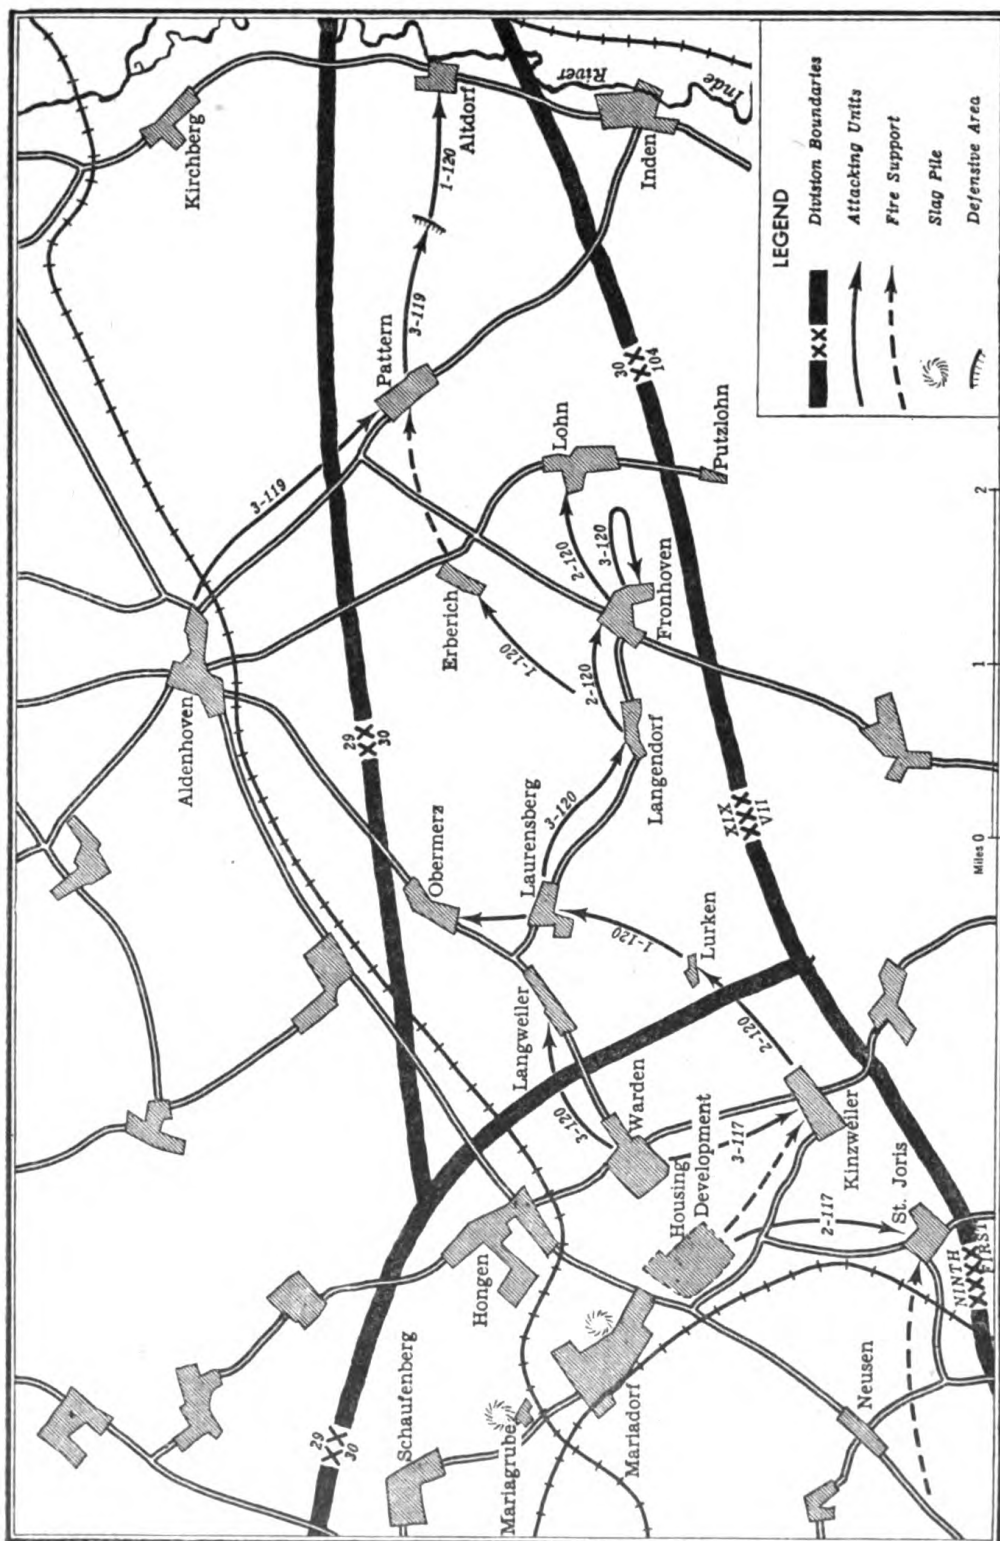 Kirchberg
Altdorf
1-120
River
Inde
Inden
3-119
Pattern
3-119
30
XX
104
Lohn
Putzlohn
2-120
3-120
Fronhoven
Erberich
1-120
2-120
Aldenhoven
29
XX
30
Langendorf
3-120
Laurensberg
Obermerz
XIX
XXX
VII
1-120
Lurken
Langweiler
2-120
3-120
Warden
Housing
Development
3-117
Kinzweiler
2-117
St. Joris
NINTH
XXXX
FIRST
Hongen
Mariadorf
Mariagrube
Schaufenberg
29
XX
30
Neusen
Miles 0
1
2
LEGEND
XX
Division Boundaries
Attacking Units
Fire Support
Slag Pile
Defensive Area